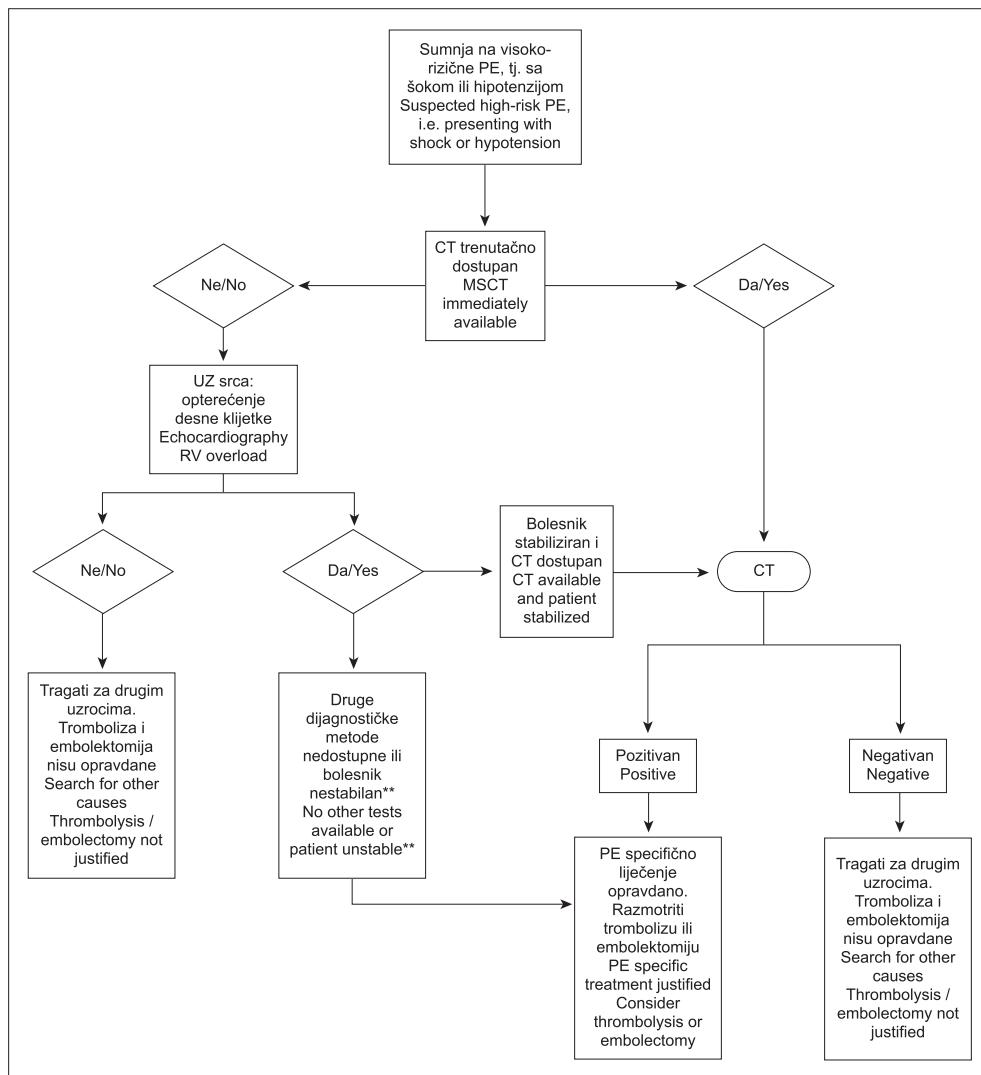 Sumnja na visoko-
rizične PE, tj. sa
šokom ili hipotenzijom
Suspected high-risk PE,
i.e. presenting with
shock or hypotension
CT trenutačno
dostupan
MSCT
immediately
available
Ne/No
Da/Yes
UZ srca:
opterećenje
desne klijetke
Echocardiography
RV overload
Ne/No
Da/Yes
Bolesnik
stabiliziran i
CT dostupan
CT available
and patient
stabilized
CT
Tragati za drugim
uzrocima.
Tromboliza i
embolektomija
nisu opravdane
Search for other
causes
Thrombolysis /
embolectomy not
justified
Druge
dijagnostičke
metode
nedostupne ili
bolesnik
nestabilan**
No other tests
available or
patient unstable**
Pozitivan
Positive
Negativan
Negative
PE specifično
liječenje
opravdano.
Razmotriti
trombolizu ili
embolektomiju
PE specific
treatment justified
Consider
thrombolysis or
embolectomy
Tragati za drugim
uzrocima.
Tromboliza i
embolektomija
nisu opravdane
Search for other
causes
Thrombolysis /
embolectomy not
justified